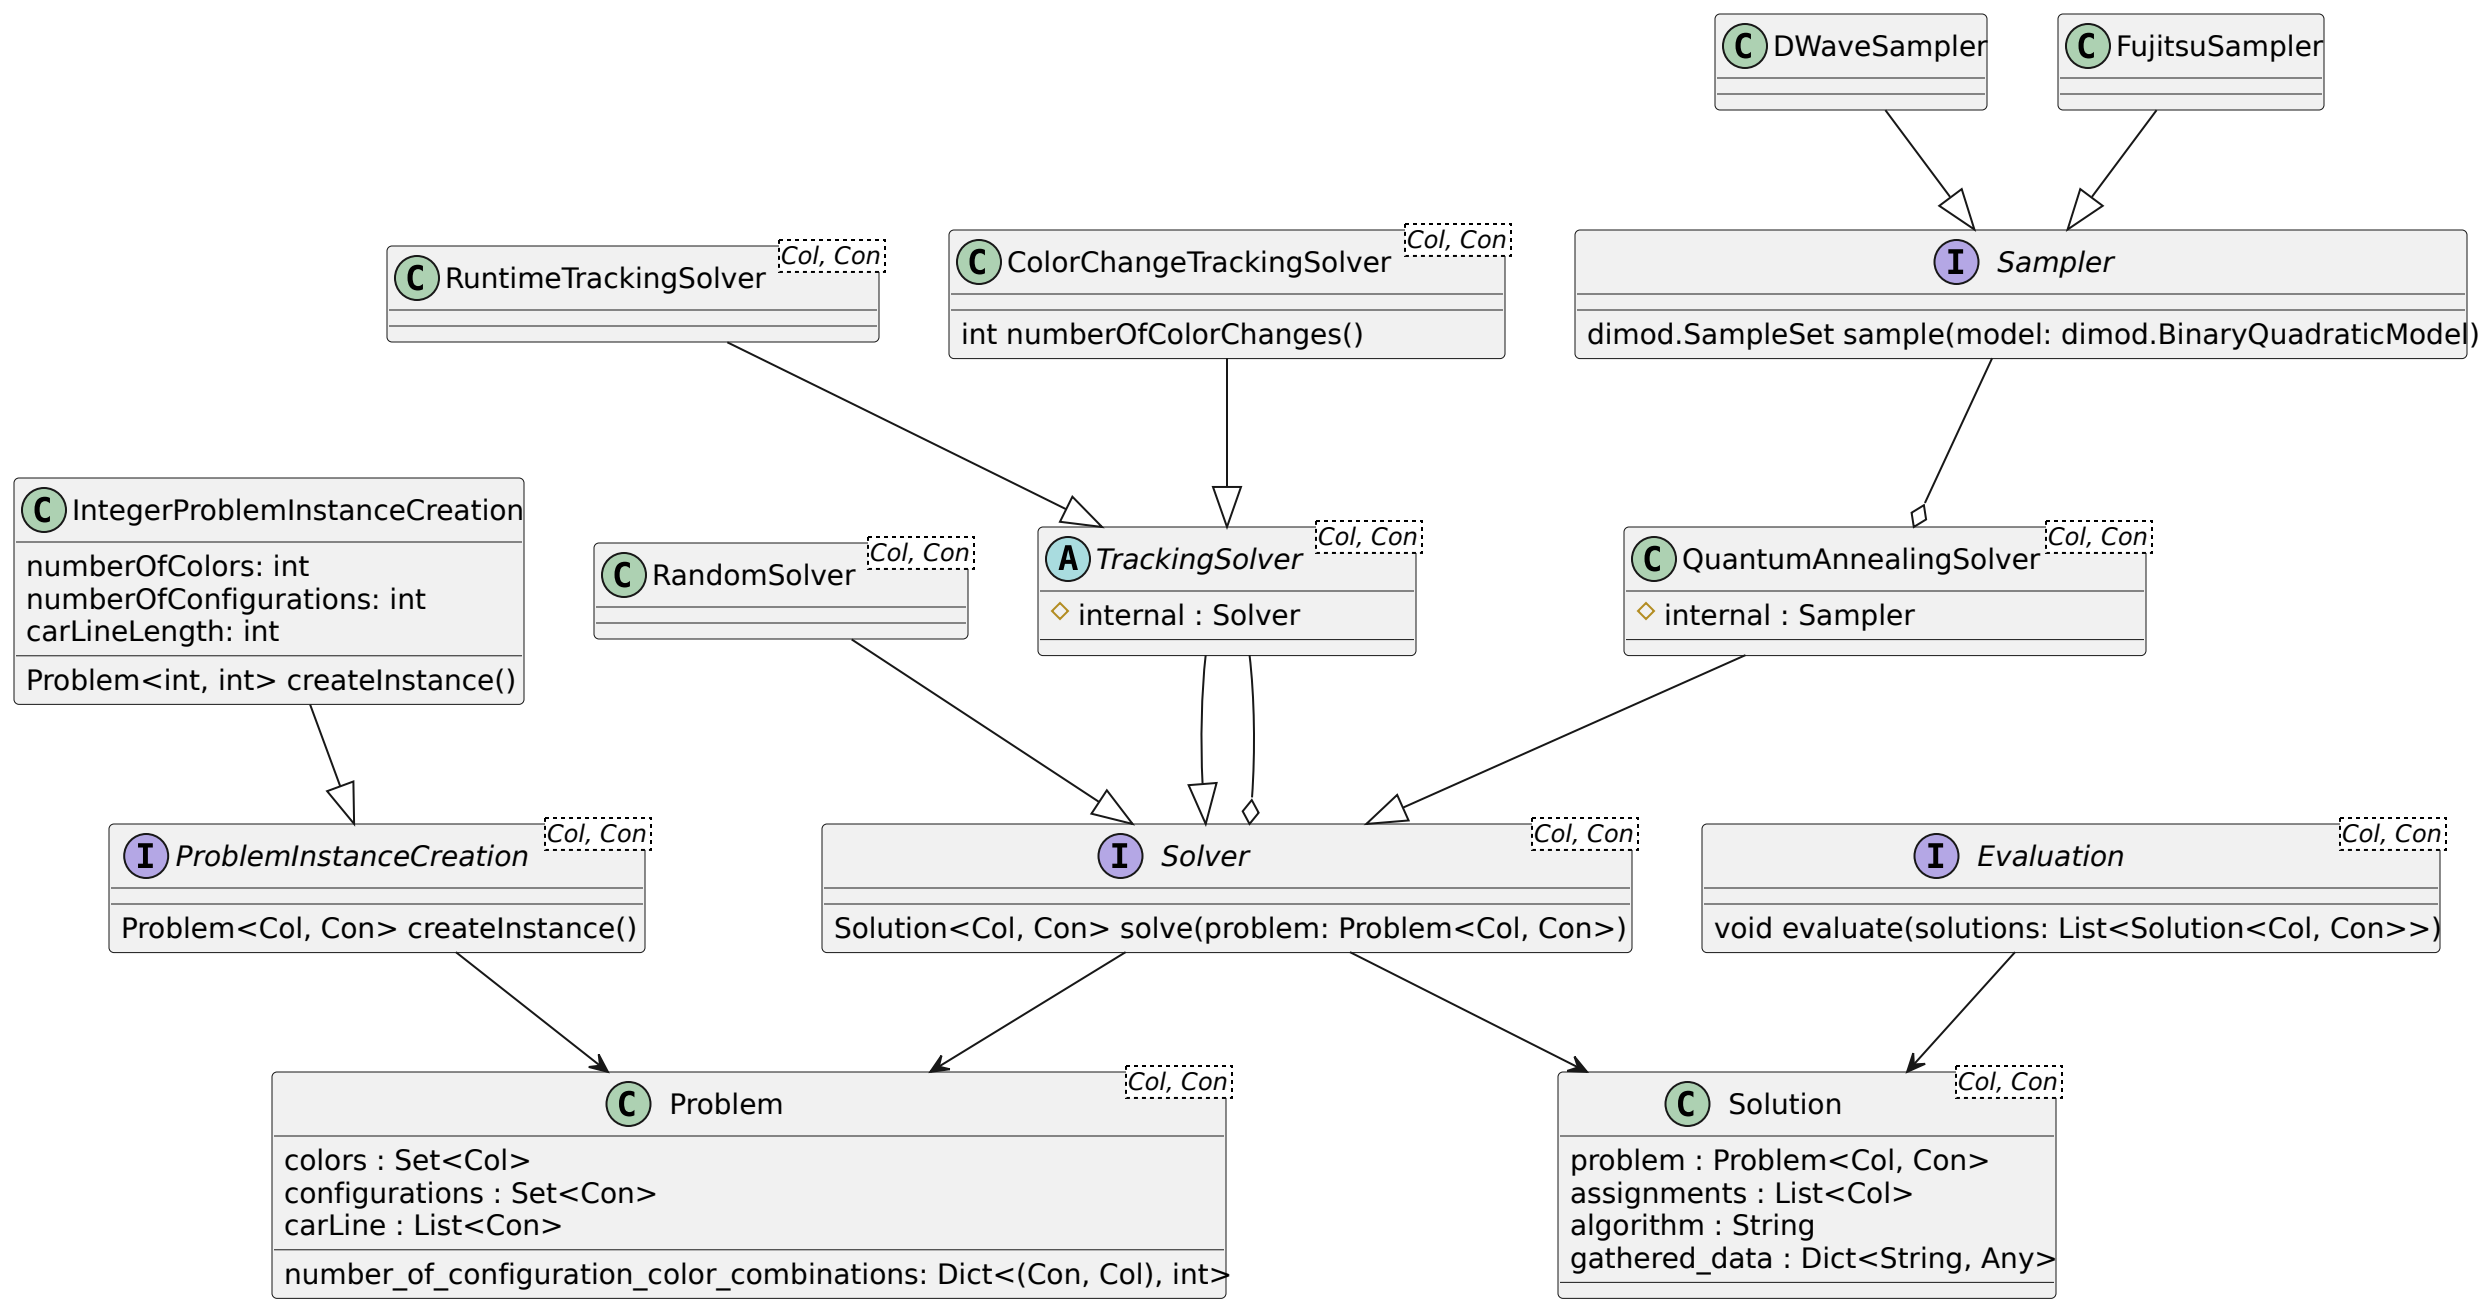 C DWaveSampler
C FujitsuSampler
C RuntimeTrackingSolver
Col, Con
C ColorChangeTrackingSolver
Col, Con
int numberOfColorChanges()
I Sampler
dimod.SampleSet sample(model: dimod.BinaryQuadraticModel)
C IntegerProblemInstanceCreation
numberOfColors: int
numberOfConfigurations: int
carLineLength: int
Problem<int, int> createInstance()
C RandomSolver
Col, Con
A TrackingSolver
Col, Con
internal : Solver
C QuantumAnnealingSolver
Col, Con
internal : Sampler
I ProblemInstanceCreation
Col, Con
Problem<Col, Con> createInstance()
I Solver
Col, Con
Solution<Col, Con> solve(problem: Problem<Col, Con>)
I Evaluation
Col, Con
void evaluate(solutions: List<Solution<Col, Con>>)
C Problem
Col, Con
colors : Set<Col>
configurations : Set<Con>
carLine : List<Con>
number_of_configuration_color_combinations: Dict<(Con, Col), int>
C Solution
Col, Con
problem : Problem<Col, Con>
assignments : List<Col>
algorithm : String
gathered_data : Dict<String, Any>